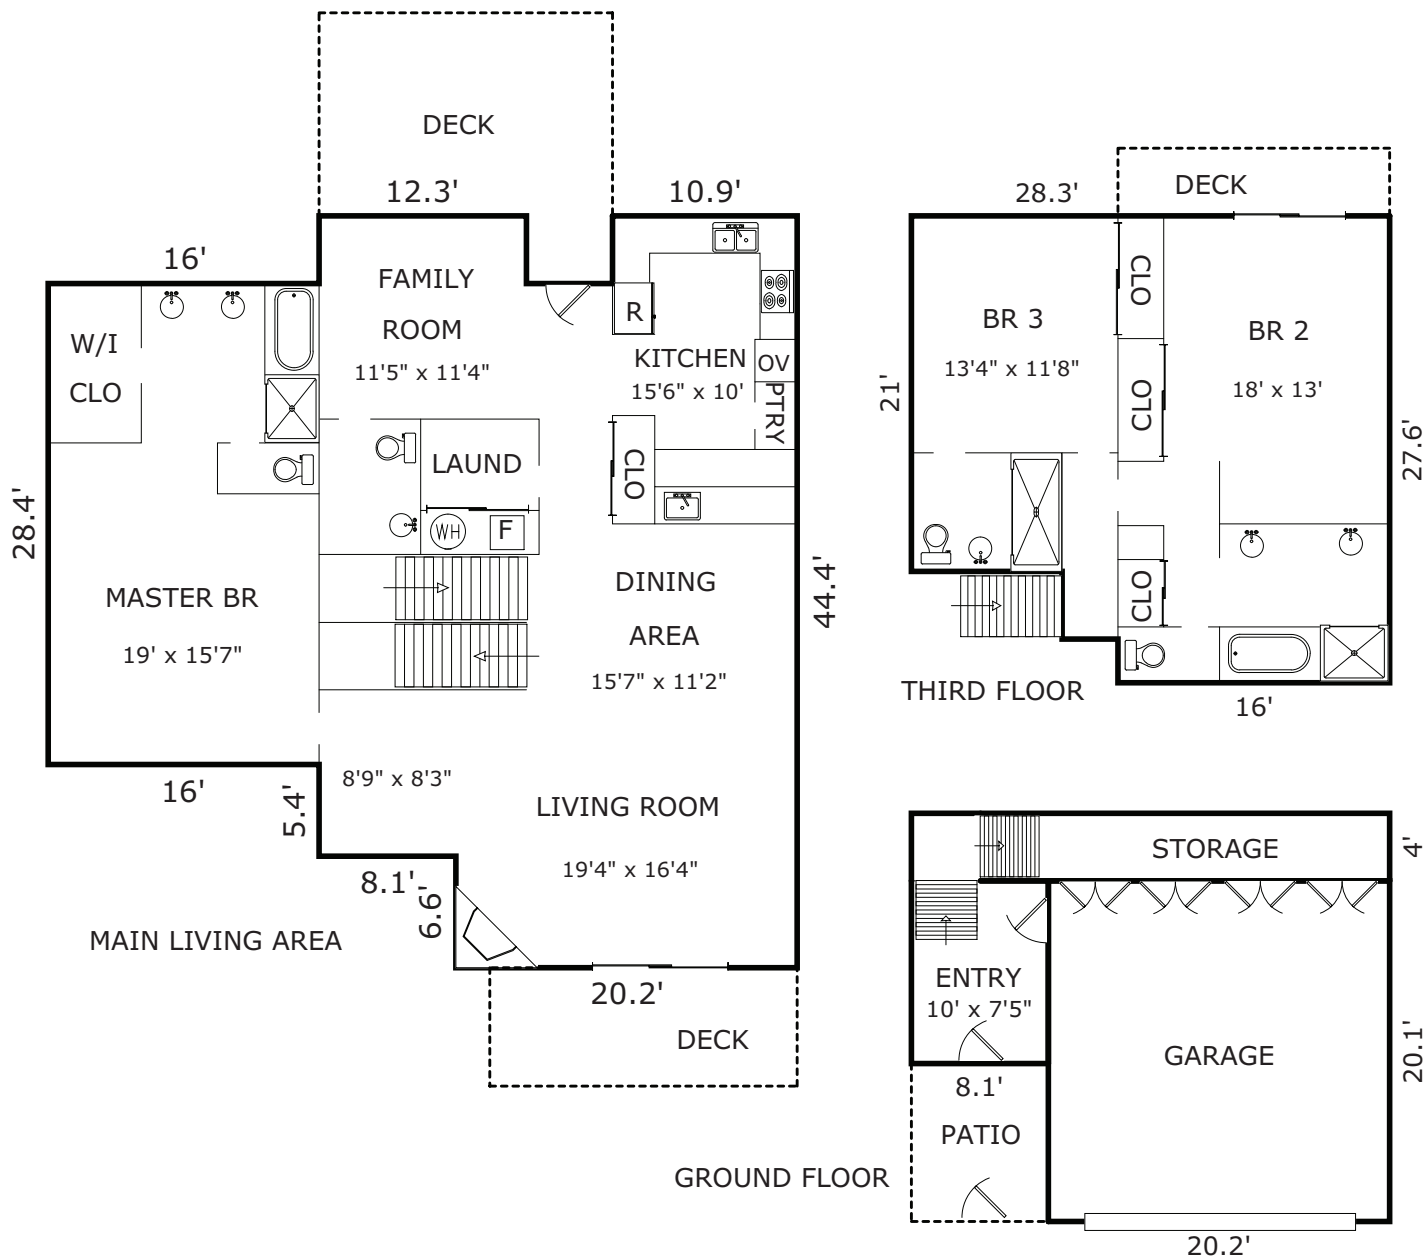 DECK
12.3'
10.9'
16'
FAMILY
ROOM
11'5" x 11'4"
W/I
CLO
R
KITCHEN
15'6" x 10'
OV
PTRY
LAUND
CLO
WH
F
28.4'
MASTER BR
19' x 15'7"
DINING
AREA
15'7" x 11'2"
44.4'
16'
5.4'
8'9" x 8'3"
LIVING ROOM
19'4" x 16'4"
8.1'
6.6'
MAIN LIVING AREA
20.2'
DECK
28.3'
DECK
BR 3
13'4" x 11'8"
CLO
BR 2
18' x 13'
CLO
21'
27.6'
CLO
THIRD FLOOR
16'
STORAGE
4'
ENTRY
10' x 7'5"
GARAGE
20.1'
8.1'
PATIO
GROUND FLOOR
20.2'